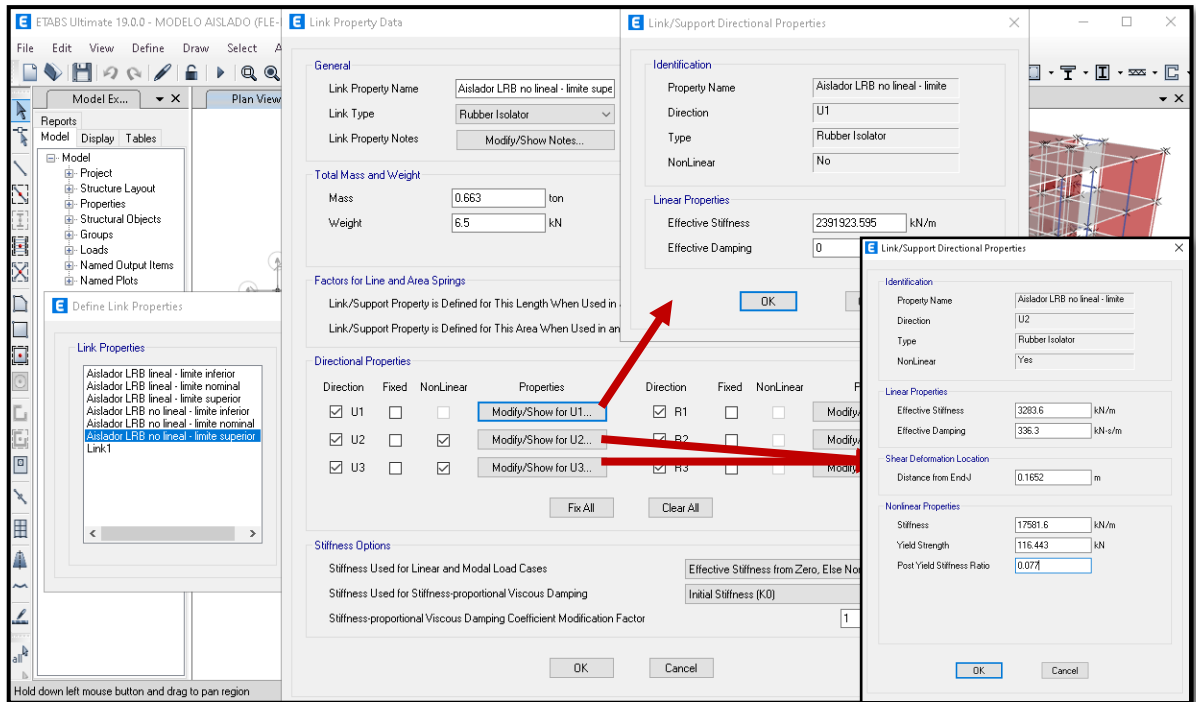 ETABS Ultimate 19.0.0 - MODELO AISLADO (FLE-
File Edit View Define Draw Select A
Model Ex...
Plan View
Reports
Model Display Tables
Model
Project
Structure Layout
Properties
Structural Objects
Groups
Loads
Named Output Items
Named Plots
Define Link Properties
Link Properties
Aislador LRB lineal - limite inferior
Aislador LRB lineal - limite nominal
Aislador LRB lineal - limite superior
Aislador LRB no lineal - limite inferior
Aislador LRB no lineal - limite nominal
Aislador LRB no lineal - limite superior
Link1
Hold down left mouse button and drag to pan region
Link Property Data
General
Link Property Name Aislador LRB no lineal - limite supe
Link Type Rubber Isolator
Link Property Notes Modify/Show Notes...
Total Mass and Weight
Mass 0.663 ton
Weight 6.5 kN
Factors for Line and Area Springs
Link/Support Property is Defined for This Length When Used in
Link/Support Property is Defined for This Area When Used in an
Directional Properties
Direction Fixed NonLinear Properties Direction Fixed NonLinear P
U1 Modify/Show for U1... R1 Modify/
U2 Modify/Show for U2... R2 Modify/
U3 Modify/Show for U3... R3 Modify/
Fix All Clear All
Stiffness Options
Stiffness Used for Linear and Modal Load Cases Effective Stiffness from Zero, Else Non
Stiffness Used for Stiffness-proportional Viscous Damping Initial Stiffness (K0)
Stiffness-proportional Viscous Damping Coefficient Modification Factor 1
OK Cancel
Link/Support Directional Properties
Identification
Property Name Aislador LRB no lineal - limite
Direction U1
Type Rubber Isolator
NonLinear No
Linear Properties
Effective Stiffness 2391923.595 kN/m
Effective Damping 0
OK
Link/Support Directional Properties
Identification
Property Name Aislador LRB no lineal - limite
Direction U2
Type Rubber Isolator
NonLinear Yes
Linear Properties
Effective Stiffness 3283.6 kN/m
Effective Damping 336.3 kN-s/m
Shear Deformation Location
Distance from End-J 0.1652 m
Nonlinear Properties
Stiffness 17581.6 kN/m
Yield Strength 116.443 kN
Post Yield Stiffness Ratio 0.077
OK Cancel